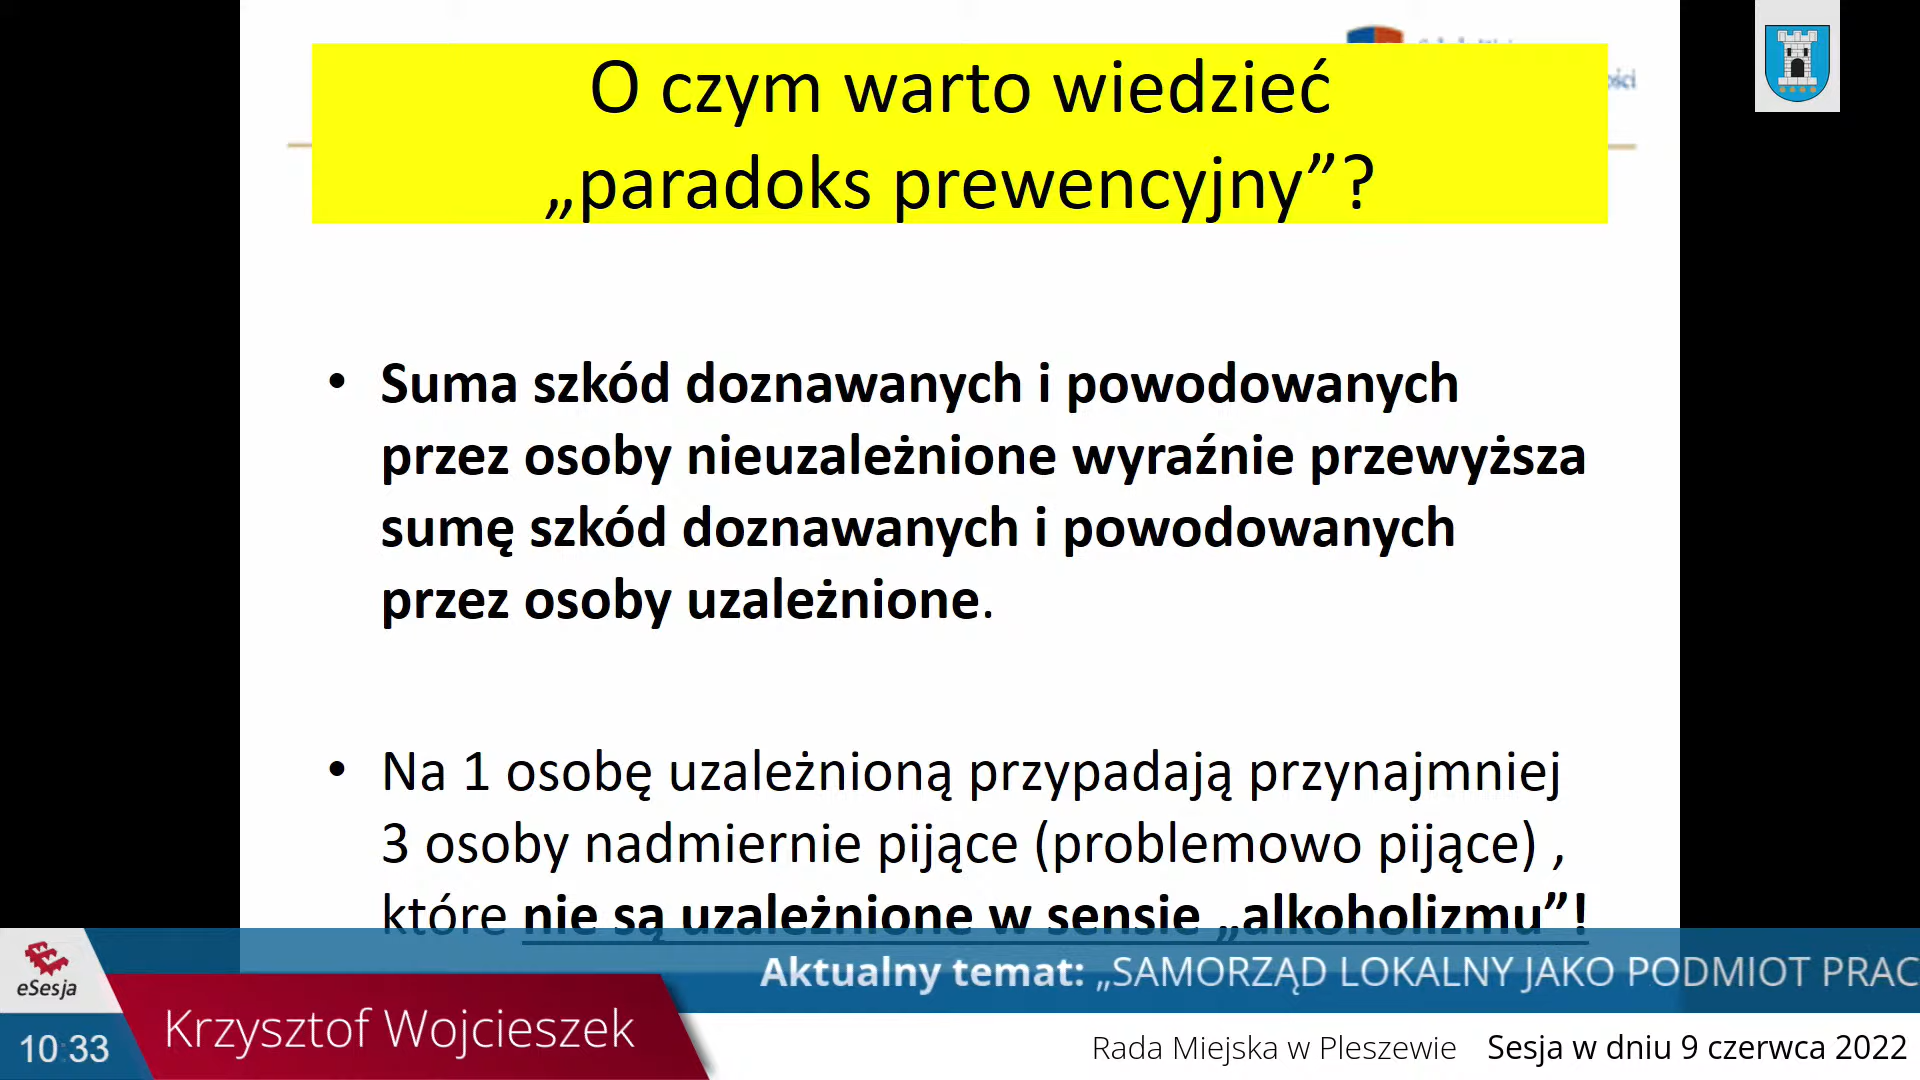 O czym warto wiedzieć
„paradoks prewencyjny”?
ości
• Suma szkód doznawanych i powodowanych
przez osoby nieuzależnione wyraźnie przewyższa
sumę szkód doznawanych i powodowanych
przez osoby uzależnione.
• Na 1 osobę uzależnioną przypadają przynajmniej
3 osoby nadmiernie pijące (problemowo pijące) ,
które nie są uzależnione w sensie „alkoholizmu”!
Aktualny temat: „SAMORZĄD LOKALNY JAKO PODMIOT PRAC
eSesja
Krzysztof Wojcieszek
10:33
Rada Miejska w Pleszewie Sesja w dniu 9 czerwca 2022